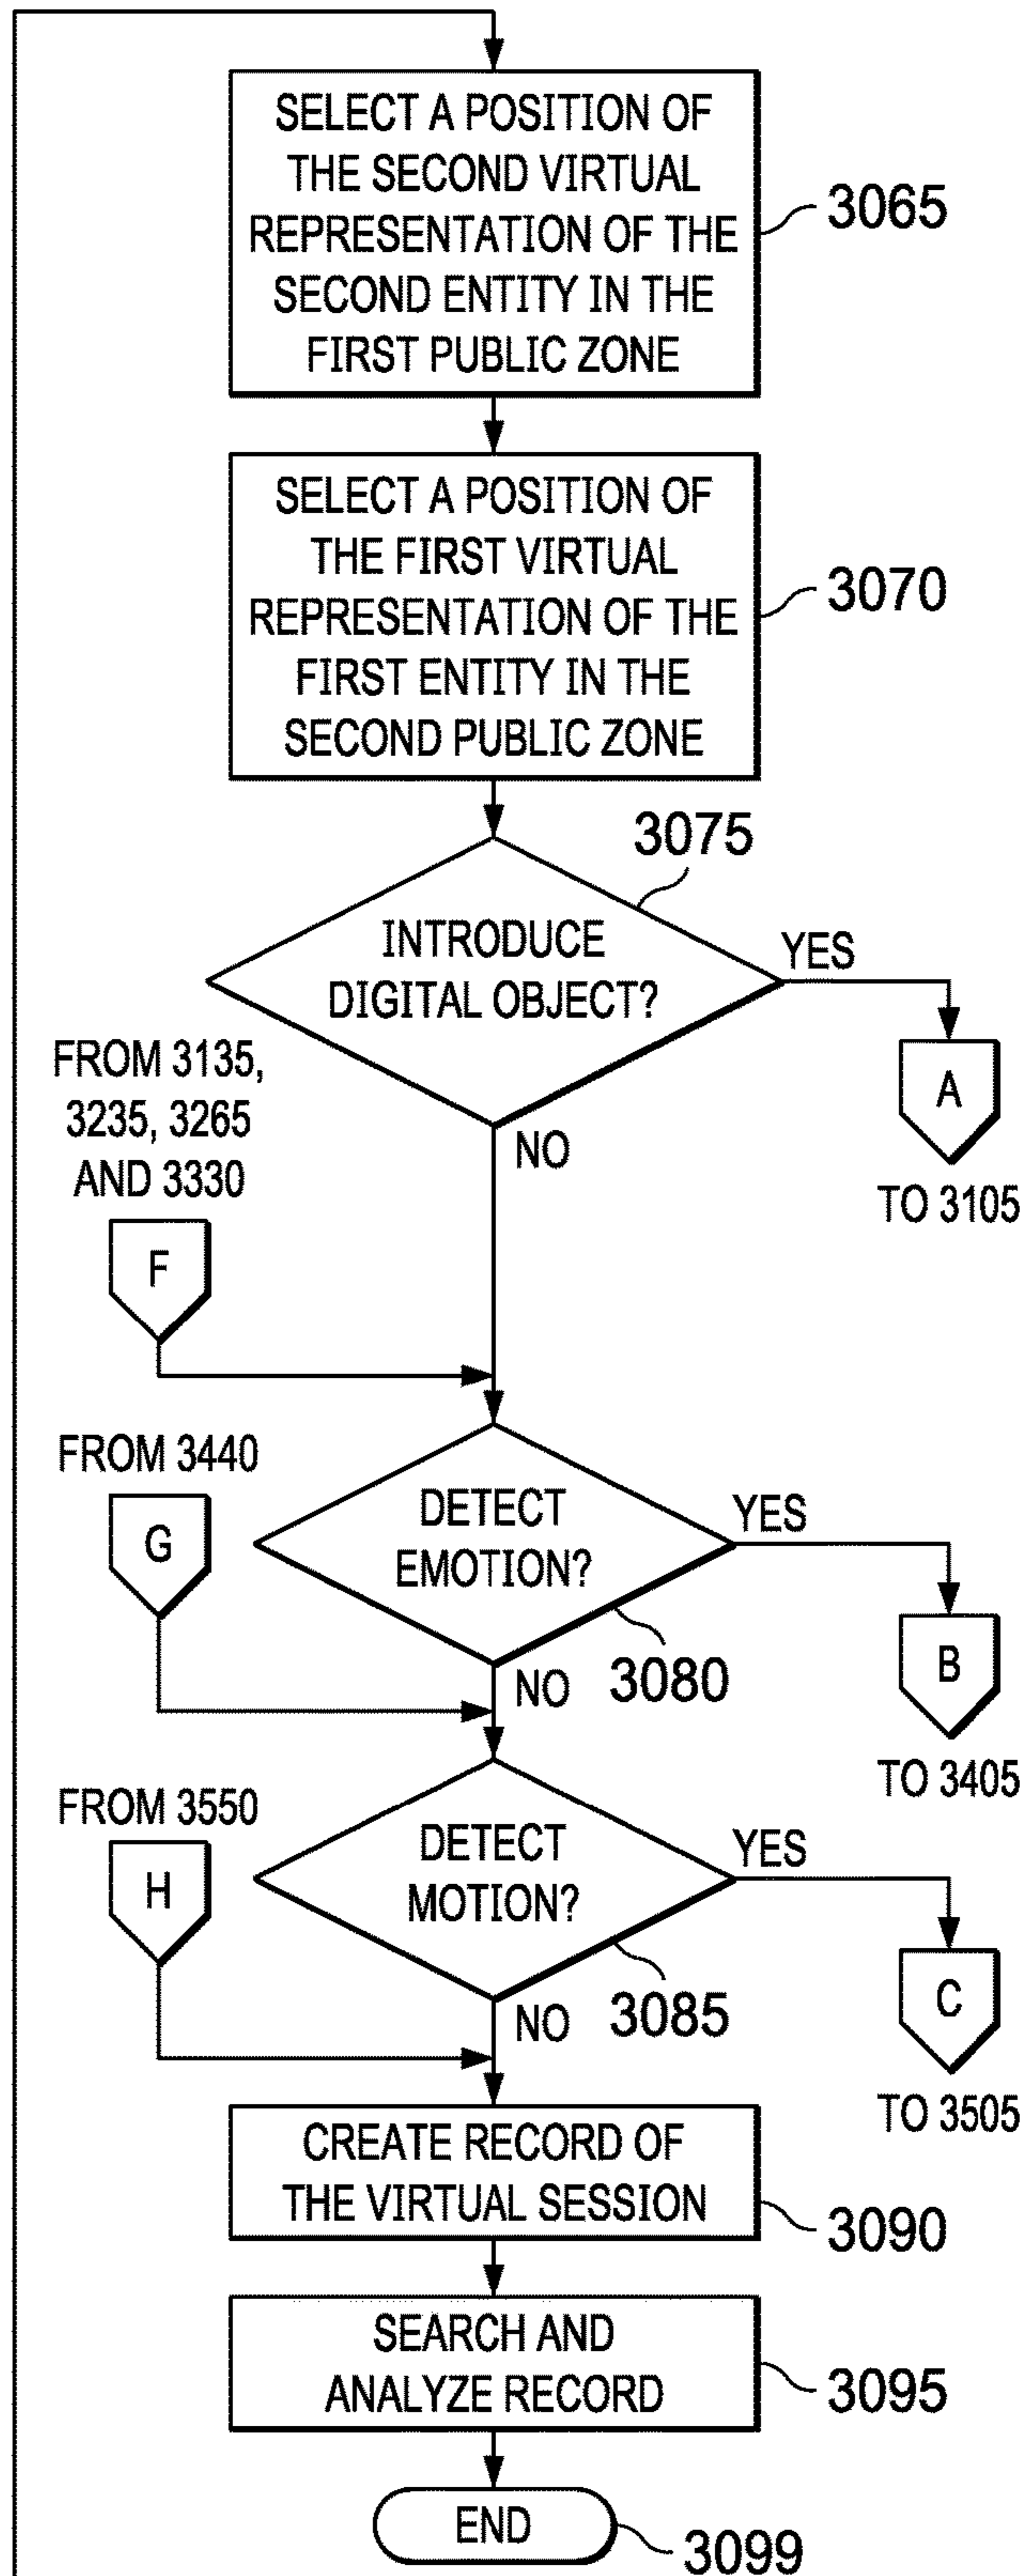 SELECT A POSITION OF
THE SECOND VIRTUAL
REPRESENTATION OF THE
SECOND ENTITY IN THE
FIRST PUBLIC ZONE
3065
SELECT A POSITION OF
THE FIRST VIRTUAL
REPRESENTATION OF THE
FIRST ENTITY IN THE
SECOND PUBLIC ZONE
3070
3075
INTRODUCE
DIGITAL OBJECT?
YES
A
TO 3105
NO
FROM 3135,
3235, 3265
AND 3330
F
FROM 3440
G
DETECT
EMOTION?
YES
3080
B
TO 3405
NO
FROM 3550
H
DETECT
MOTION?
YES
3085
C
TO 3505
NO
CREATE RECORD OF
THE VIRTUAL SESSION
3090
SEARCH AND
ANALYZE RECORD
3095
END
3099